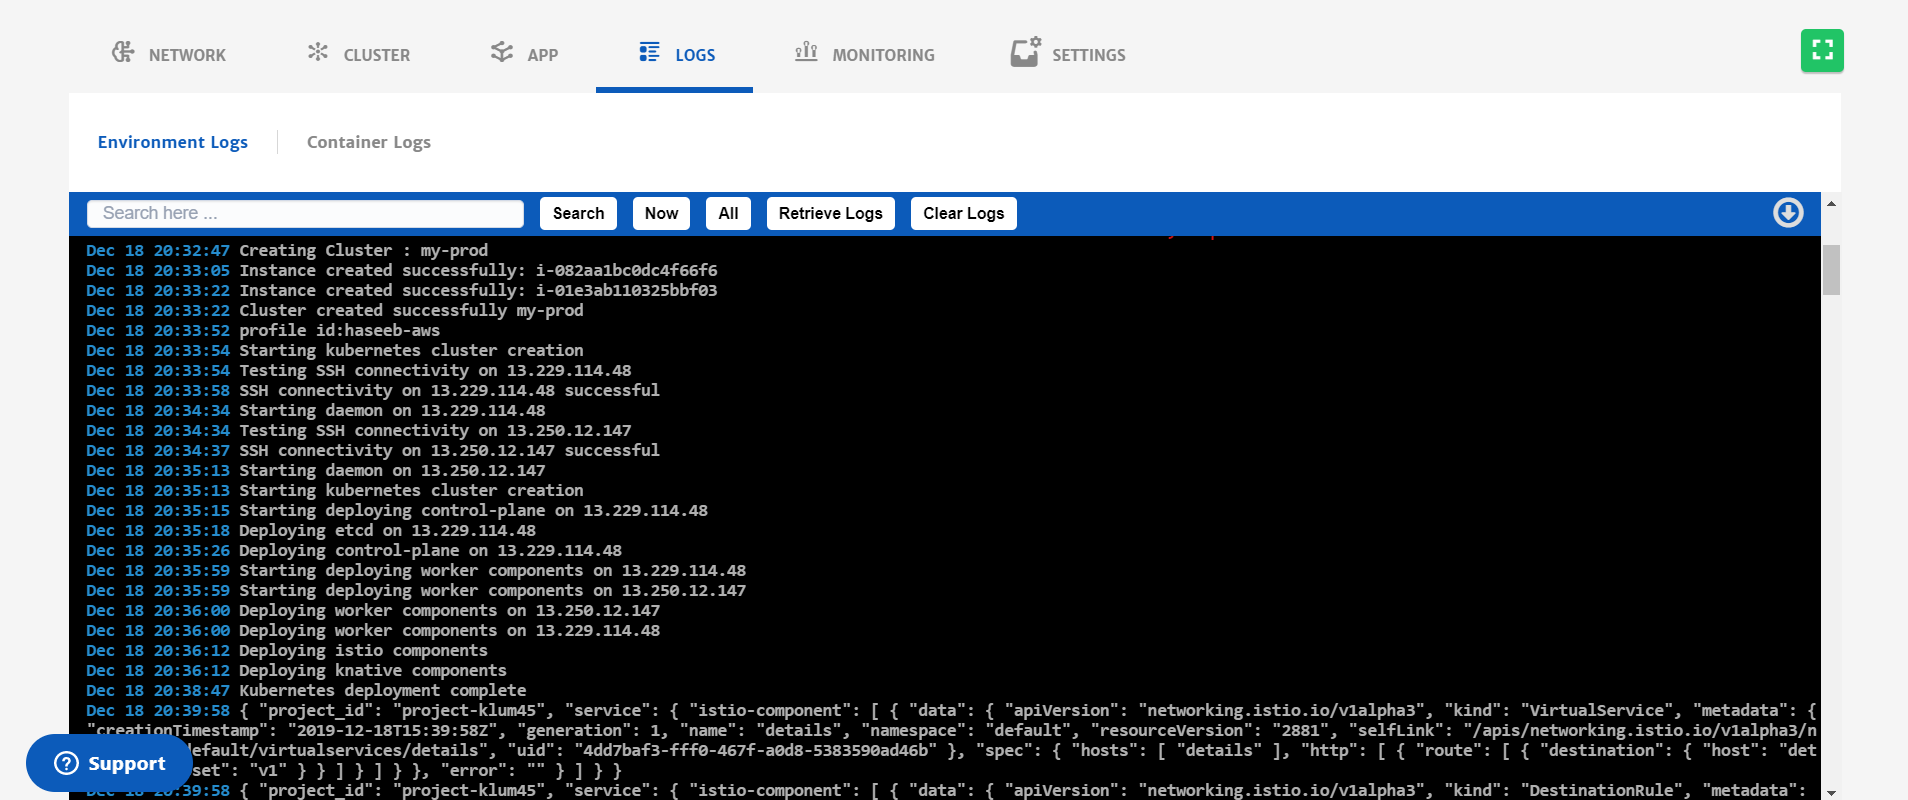 NETWORK CLUSTER APP LOGS MONITORING SETTINGS
Environment Logs Container Logs
Search here ... Search Now All Retrieve Logs Clear Logs
Dec 18 20:32:47 Creating Cluster : my-prod
Dec 18 20:33:05 Instance created successfully: i-082aa1bc0dc4f66f6
Dec 18 20:33:22 Instance created successfully: i-01e3ab110325bbf03
Dec 18 20:33:22 Cluster created successfully my-prod
Dec 18 20:33:52 profile id:haseeb-aws
Dec 18 20:33:54 Starting kubernetes cluster creation
Dec 18 20:33:54 Testing SSH connectivity on 13.229.114.48
Dec 18 20:33:58 SSH connectivity on 13.229.114.48 successful
Dec 18 20:34:34 Starting daemon on 13.229.114.48
Dec 18 20:34:34 Testing SSH connectivity on 13.250.12.147
Dec 18 20:34:37 SSH connectivity on 13.250.12.147 successful
Dec 18 20:35:13 Starting daemon on 13.250.12.147
Dec 18 20:35:13 Starting kubernetes cluster creation
Dec 18 20:35:15 Starting deploying control-plane on 13.229.114.48
Dec 18 20:35:18 Deploying etcd on 13.229.114.48
Dec 18 20:35:26 Deploying control-plane on 13.229.114.48
Dec 18 20:35:59 Starting deploying worker components on 13.229.114.48
Dec 18 20:35:59 Starting deploying worker components on 13.250.12.147
Dec 18 20:36:00 Deploying worker components on 13.250.12.147
Dec 18 20:36:00 Deploying worker components on 13.229.114.48
Dec 18 20:36:12 Deploying istio components
Dec 18 20:36:12 Deploying knative components
Dec 18 20:38:47 Kubernetes deployment complete
Dec 18 20:39:58 { "project_id": "project-klum45", "service": { "istio-component": [ { "data": { "apiVersion": "networking.istio.io/v1alpha3", "kind": "VirtualService", "metadata": {
"creationTimestamp": "2019-12-18T15:39:58Z", "generation": 1, "name": "details", "namespace": "default", "resourceVersion": "2881", "selfLink": "/apis/networking.istio.io/v1alpha3/n
default/virtualservices/details", "uid": "4dd7baf3-fff0-467f-a0d8-5383590ad46b" }, "spec": { "hosts": [ "details" ], "http": [ { "route": [ { "destination": { "host": "det
Support
set": "v1" } } ] } ] } }, "error": "" } ] } }
Dec 18 20:39:58 { "project_id": "project-klum45", "service": { "istio-component": [ { "data": { "apiVersion": "networking.istio.io/v1alpha3", "kind": "DestinationRule", "metadata":